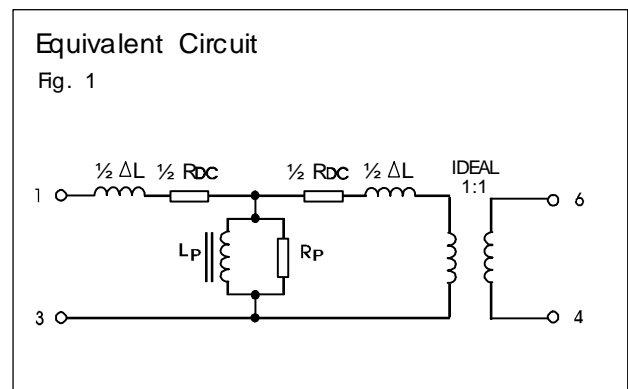 Equivalent Circuit
Fig. 1
½ ΔL ½ RDC ½ RDC ½ ΔL IDEAL
1:1
1 6
LP RP
3 4